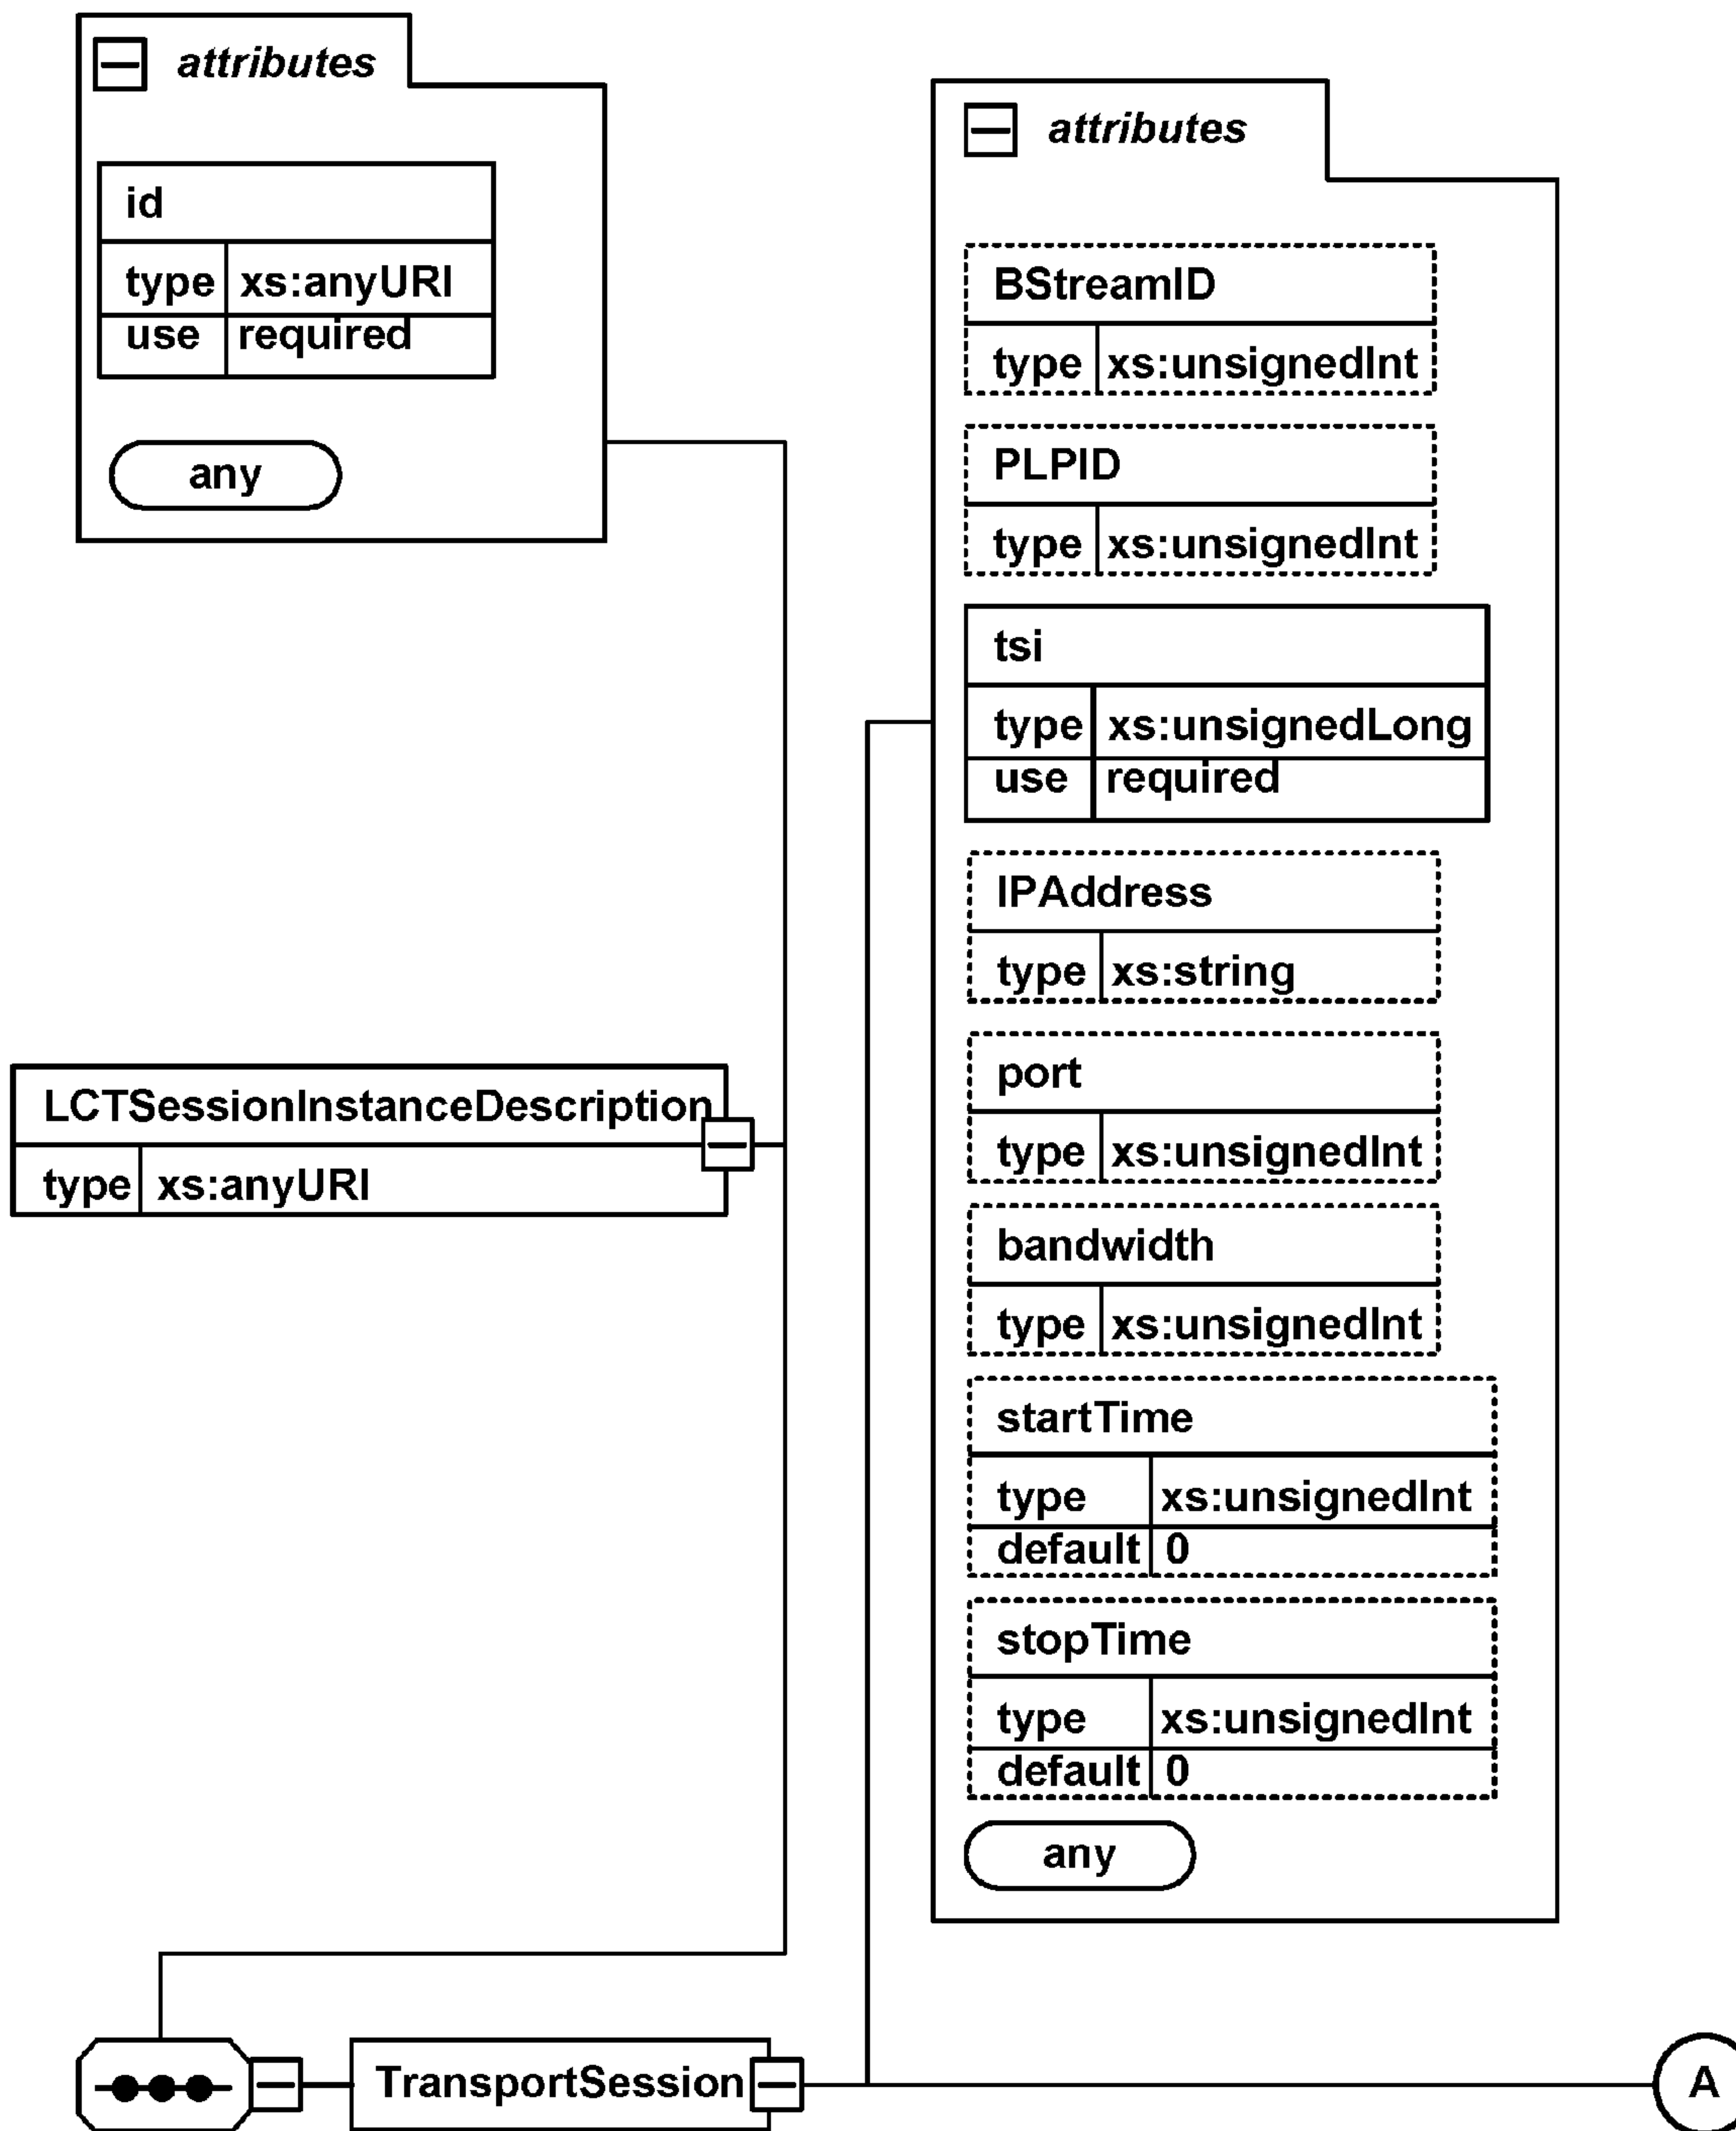 attributes
id
type xs:anyURI
use required
any
LCTSessionInstanceDescription
type xs:anyURI
attributes
BStreamID
type xs:unsignedInt
PLPID
type xs:unsignedInt
tsi
type xs:unsignedLong
use required
IPAddress
type xs:string
port
type xs:unsignedInt
bandwidth
type xs:unsignedInt
startTime
type xs:unsignedInt
default 0
stopTime
type xs:unsignedInt
default 0
any
TransportSession
A